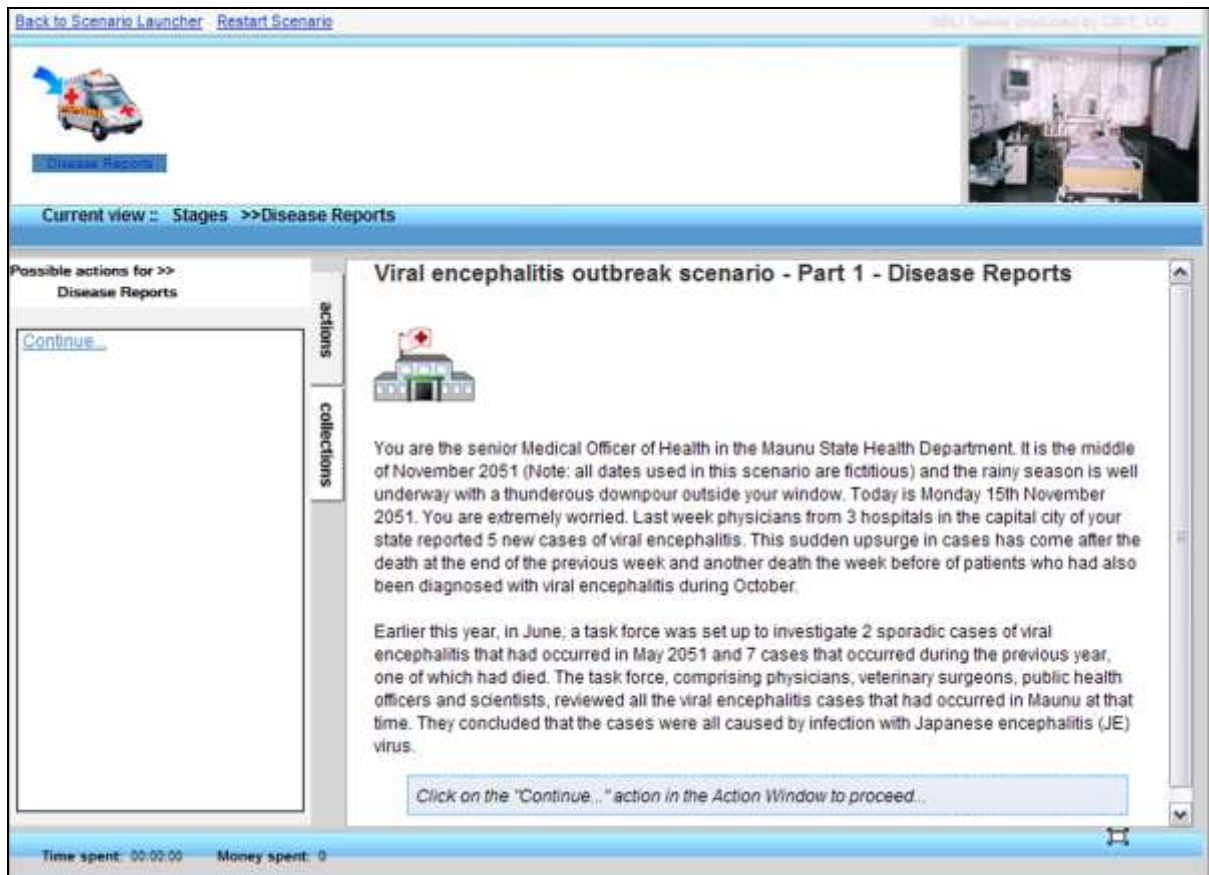 Back to Scenario Launcher Restart Scenario
SBLi Server produced by CBIT, UQ
Disease Reports
Current view :: Stages >>Disease Reports
Possible actions for >>
Disease Reports
Continue...
actions
collections
Viral encephalitis outbreak scenario - Part 1 - Disease Reports
You are the senior Medical Officer of Health in the Maunu State Health Department. It is the middle
of November 2051 (Note: all dates used in this scenario are fictitious) and the rainy season is well
underway with a thunderous downpour outside your window. Today is Monday 15th November
2051. You are extremely worried. Last week physicians from 3 hospitals in the capital city of your
state reported 5 new cases of viral encephalitis. This sudden upsurge in cases has come after the
death at the end of the previous week and another death the week before of patients who had also
been diagnosed with viral encephalitis during October.
Earlier this year, in June, a task force was set up to investigate 2 sporadic cases of viral
encephalitis that had occurred in May 2051 and 7 cases that occurred during the previous year,
one of which had died. The task force, comprising physicians, veterinary surgeons, public health
officers and scientists, reviewed all the viral encephalitis cases that had occurred in Maunu at that
time. They concluded that the cases were all caused by infection with Japanese encephalitis (JE)
virus.
Click on the "Continue..." action in the Action Window to proceed...
Time spent: 00:00:00 Money spent: 0